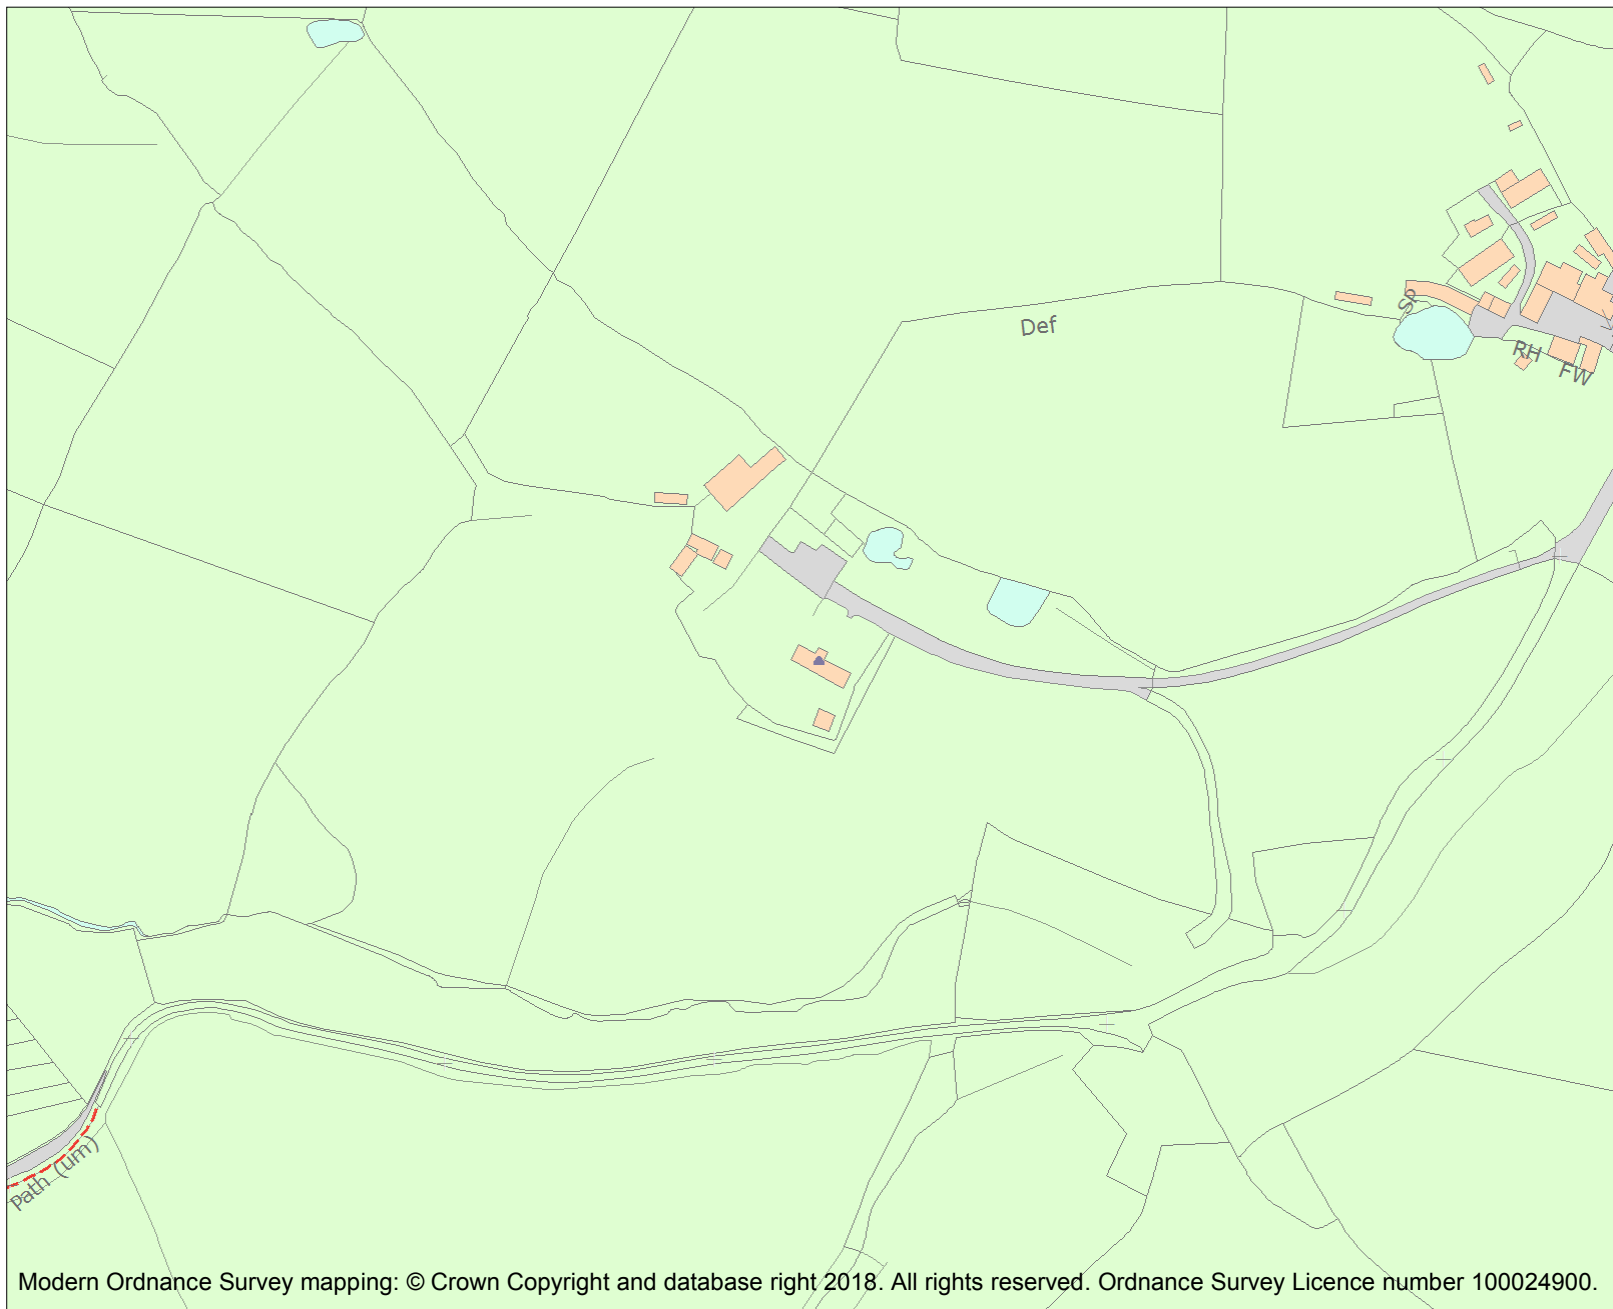 SP
Def
RH
FW
Path (um)
Modern Ordnance Survey mapping: © Crown Copyright and database right 2018. All rights reserved. Ordnance Survey Licence number 100024900.